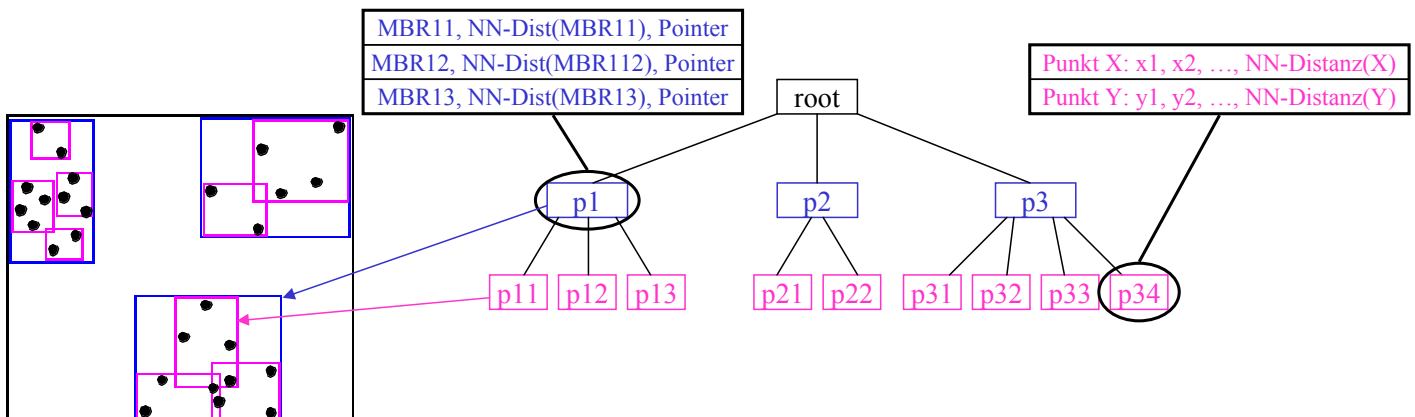 MBR11, NN-Dist(MBR11), Pointer
MBR12, NN-Dist(MBR112), Pointer
MBR13, NN-Dist(MBR13), Pointer
Punkt X: x1, x2, …, NN-Distanz(X)
Punkt Y: y1, y2, …, NN-Distanz(Y)
root
p1 p2 p3
p11 p12 p13 p21 p22 p31 p32 p33 p34